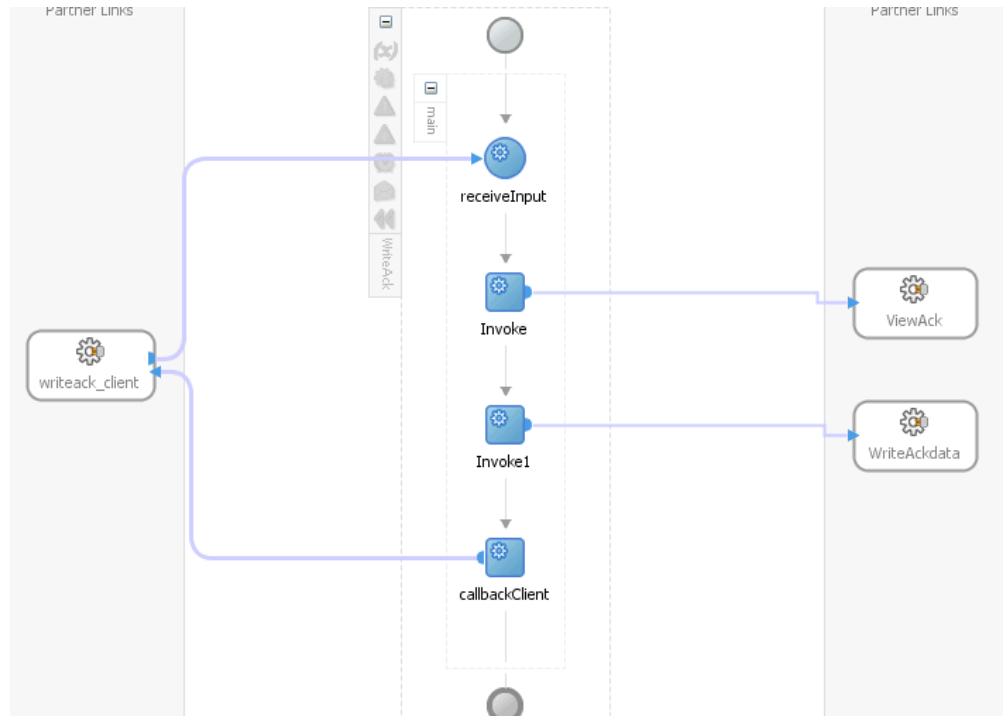 Partner Links
Partner Links
main
receiveInput
WriteAck
Invoke
ViewAck
writeack_client
Invoke1
WriteAckdata
callbackClient